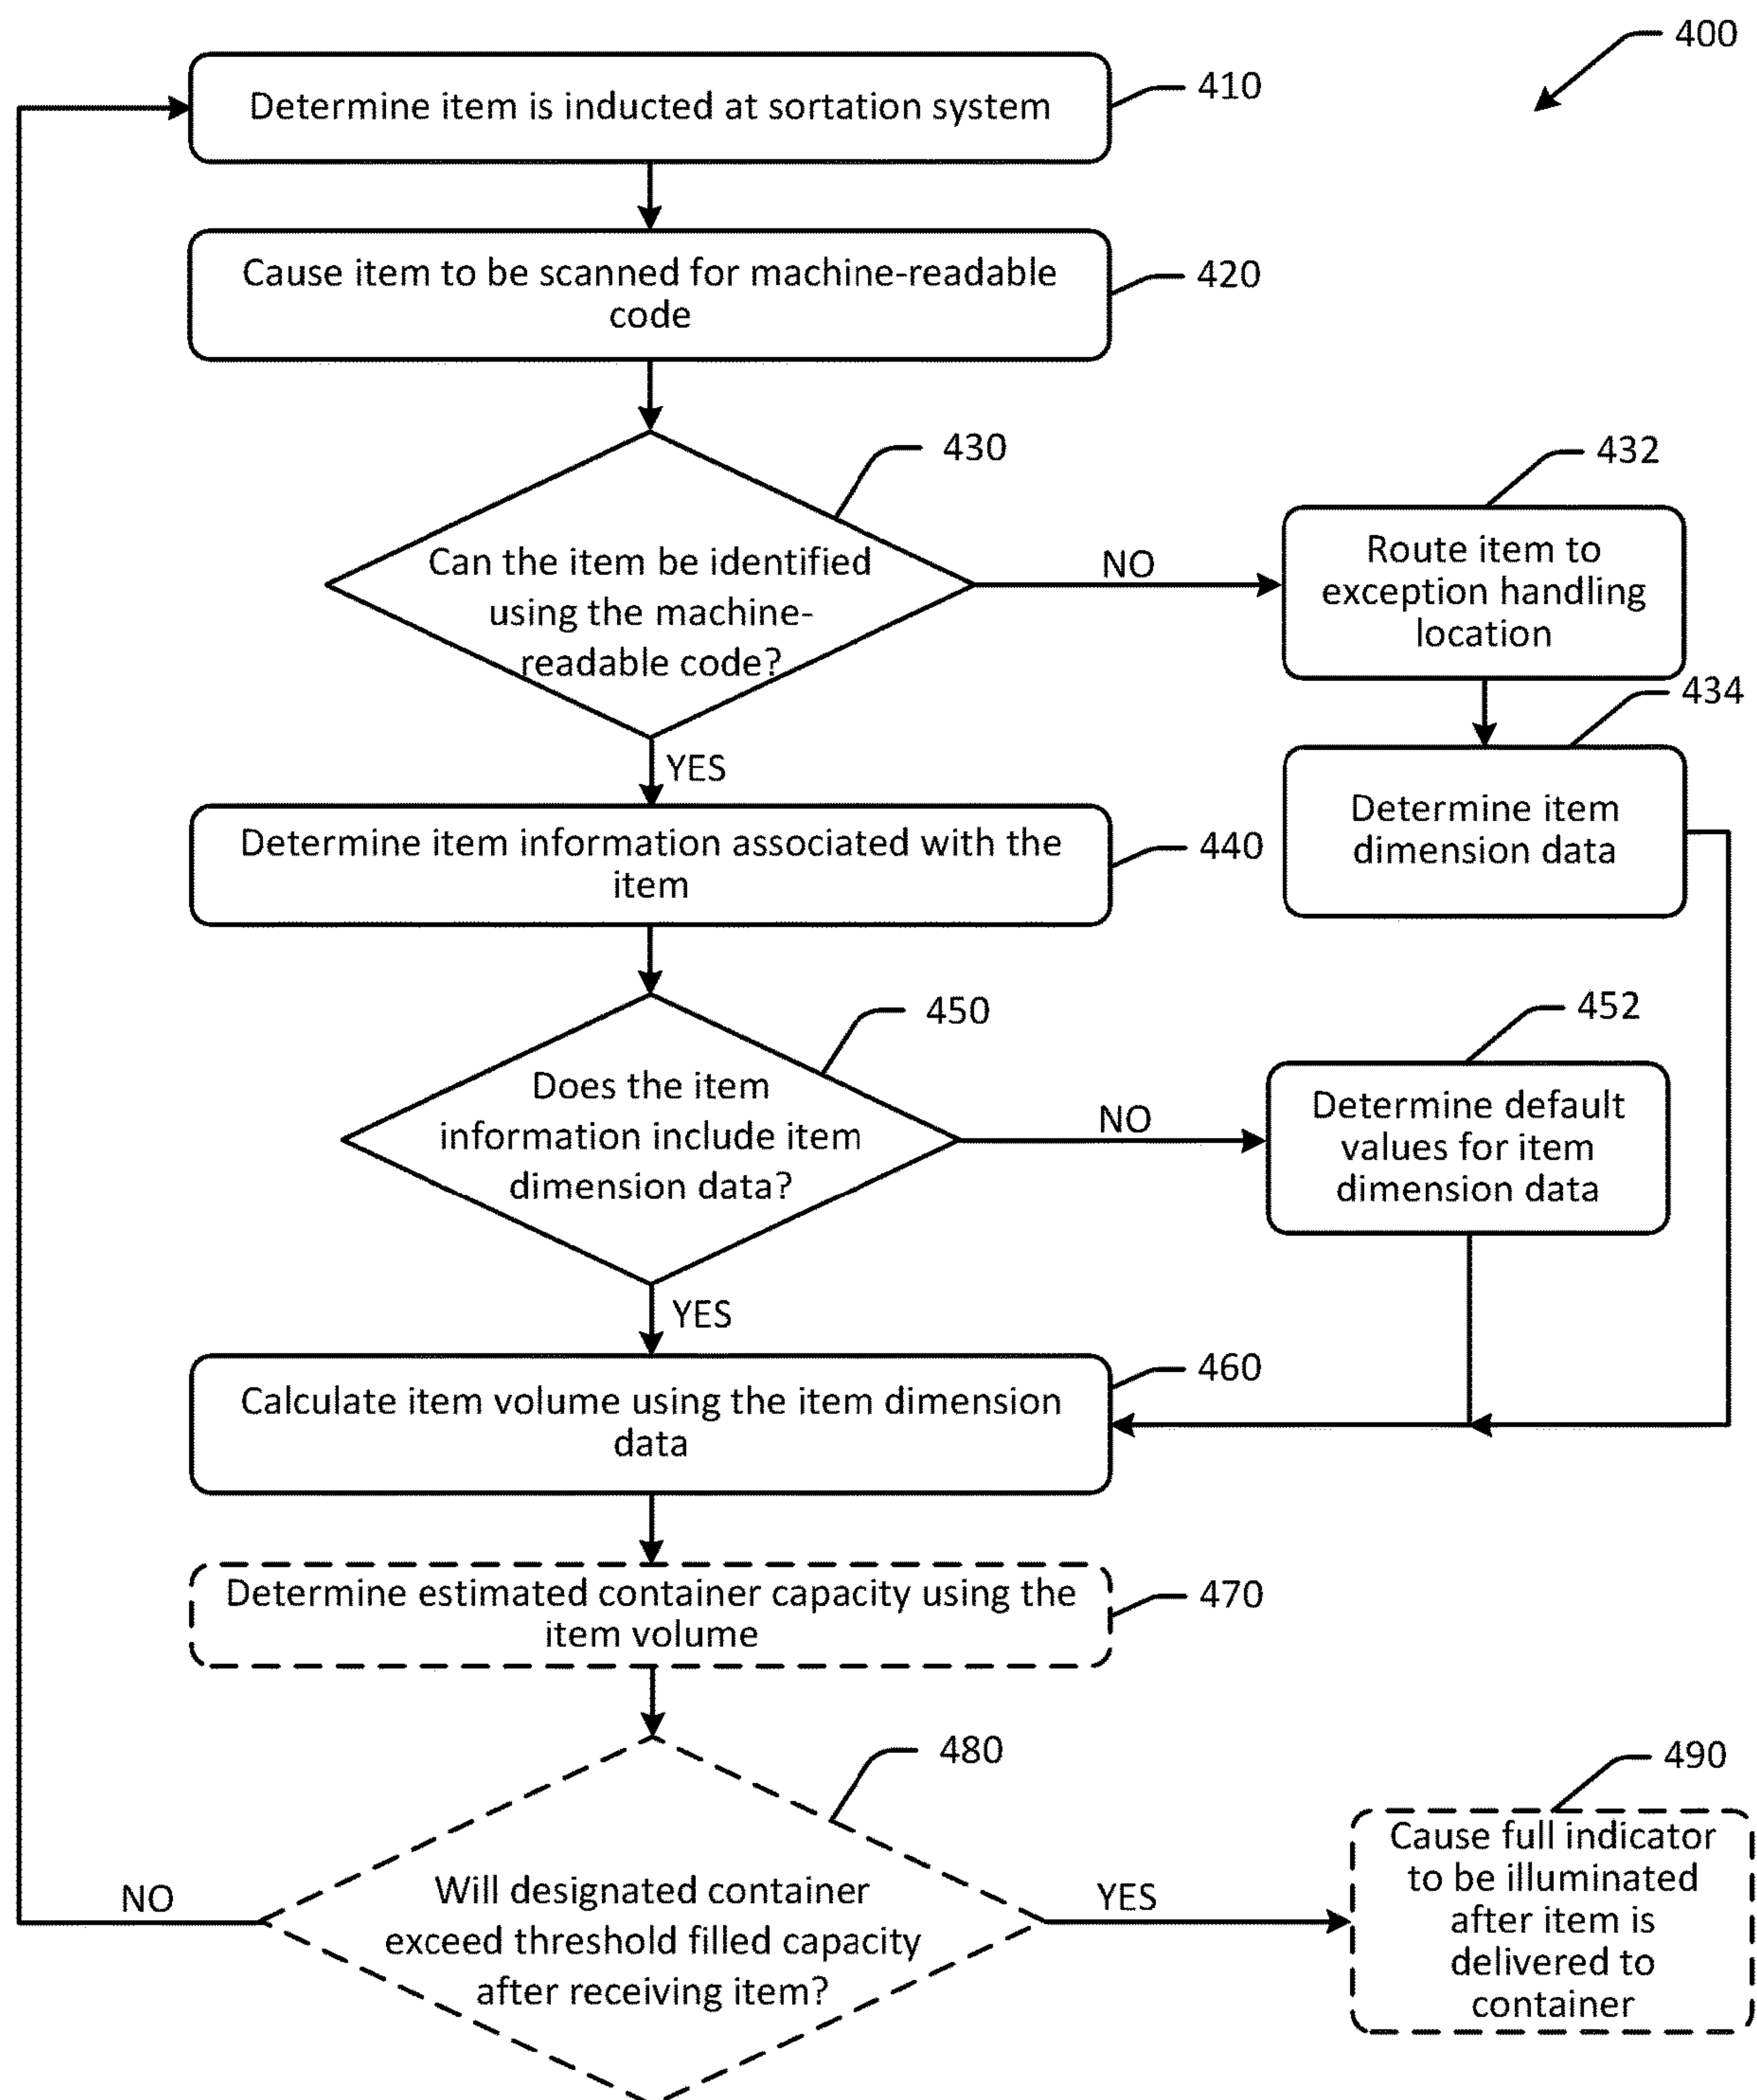 400
Determine item is inducted at sortation system
410
Cause item to be scanned for machine-readable
code
420
430
Can the item be identified
using the machine-
readable code?
NO
432
Route item to
exception handling
location
434
Determine item
dimension data
YES
Determine item information associated with the
item
440
450
Does the item
information include item
dimension data?
NO
452
Determine default
values for item
dimension data
YES
Calculate item volume using the item dimension
data
460
Determine estimated container capacity using the
item volume
470
480
Will designated container
exceed threshold filled capacity
after receiving item?
NO
YES
490
Cause full indicator
to be illuminated
after item is
delivered to
container